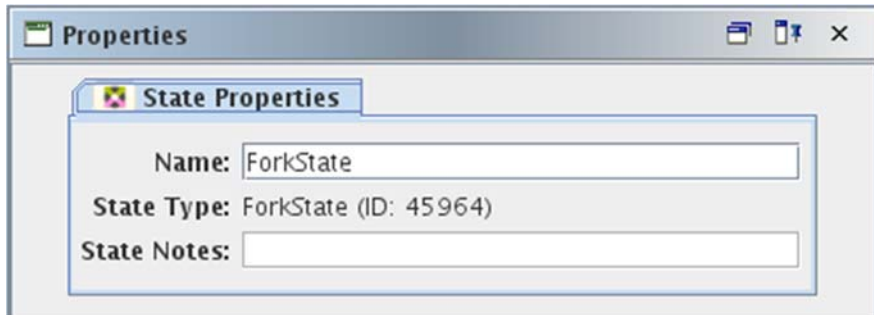 Properties
State Properties
Name: ForkState
State Type: ForkState (ID: 45964)
State Notes: